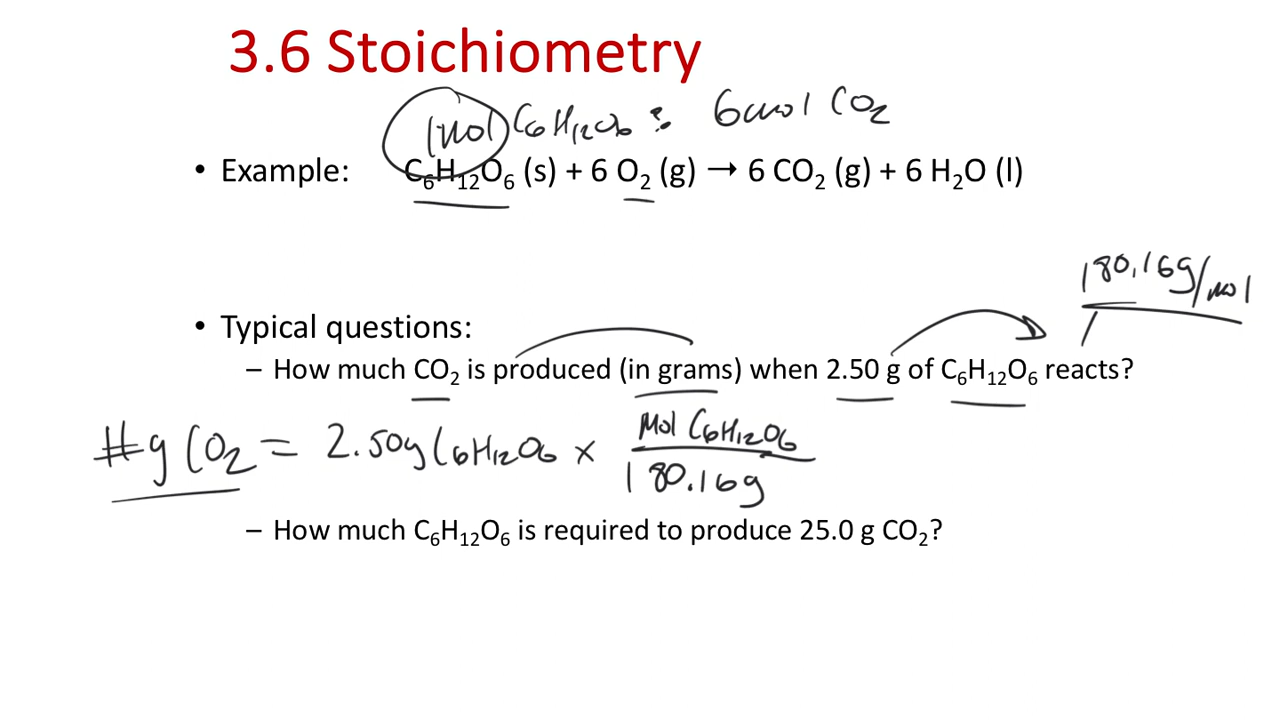 3.6 Stoichiometry
1mol C6H12O6 : 6mol CO2
• Example: C₆H₁₂O₆ (s) + 6 O₂ (g) → 6 CO₂ (g) + 6 H₂O (l)
180.16g/mol
• Typical questions:
– How much CO₂ is produced (in grams) when 2.50 g of C₆H₁₂O₆ reacts?
Mol C6H12O6
#g CO2 = 2.50g C6H12O6 ×
180.16g
– How much C₆H₁₂O₆ is required to produce 25.0 g CO₂?